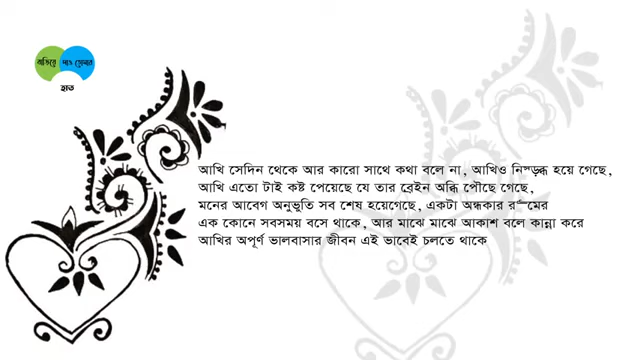 বাড়িয়ে দাও তোমার
হাত
আখি সেদিন থেকে আর কারো সাথে কথা বলে না, আখিও নিস্তব্ধ হয়ে গেছে,
আখি এতো টাই কষ্ট পেয়েছে যে তার ব্রেইন অব্ধি পৌছে গেছে,
মনের আবেগ অনুভুতি সব শেষ হয়েগেছে, একটা অন্ধকার রুমের
এক কোনে সবসময় বসে থাকে, আর মাঝে মাঝে আকাশ বলে কান্না করে
আখির অপূর্ণ ভালবাসার জীবন এই ভাবেই চলতে থাকে